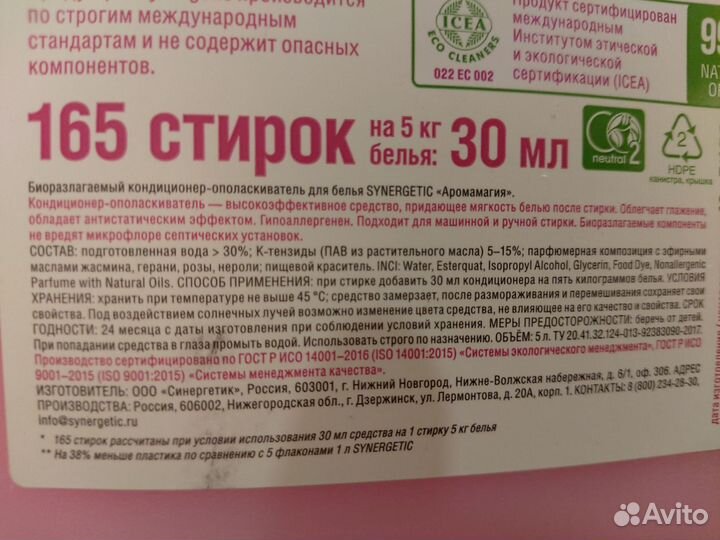 по строгим международным
стандартам и не содержит опасных
компонентов.
ICEA
ECO CLEANERS
022 EC 002
Продукт сертифицирован
международным
Институтом этической
и экологической
сертификации (ICEA)
165 СТИРОК на 5 кг белья: 30 мл
CO2
neutral
2
HDPE
канистра, крышка
Биоразлагаемый кондиционер-ополаскиватель для белья SYNERGETIC «Аромамагия».
Кондиционер-ополаскиватель — высокоэффективное средство, придающее мягкость белью после стирки. Облегчает глажение,
обладает антистатическим эффектом. Гипоаллергенен. Подходит для машинной и ручной стирки. Биоразлагаемые компоненты
не вредят микрофлоре септических установок.
СОСТАВ: подготовленная вода > 30%; К-тензиды (ПАВ из растительного масла) 5–15%; парфюмерная композиция с эфирными
маслами жасмина, герани, розы, нероли; пищевой краситель. INCI: Water, Esterquat, Isopropyl Alcohol, Glycerin, Food Dye, Nonallergenic
Parfume with Natural Oils. СПОСОБ ПРИМЕНЕНИЯ: при стирке добавить 30 мл кондиционера на пять килограммов белья. УСЛОВИЯ
ХРАНЕНИЯ: хранить при температуре не выше 45 °C; средство замерзает, после размораживания и перемешивания сохраняет свои
свойства. Под воздействием солнечных лучей возможно изменение цвета средства, не влияющее на его качество и свойства. СРОК
ГОДНОСТИ: 24 месяца с даты изготовления при соблюдении условий хранения. МЕРЫ ПРЕДОСТОРОЖНОСТИ: беречь от детей.
При попадании средства в глаза промыть водой. Использовать строго по назначению. ОБЪЁМ: 5 л. ТУ 20.41.32.124-013-92383090-2017.
Производство сертифицировано по ГОСТ Р ИСО 14001–2016 (ISO 14001:2015) «Системы экологического менеджмента», ГОСТ Р ИСО
9001–2015 (ISO 9001:2015) «Системы менеджмента качества».
ИЗГОТОВИТЕЛЬ: ООО «Синергетик», Россия, 603001, г. Нижний Новгород, Нижне-Волжская набережная, д. 6/1, оф. 306. АДРЕС
ПРОИЗВОДСТВА: Россия, 606002, Нижегородская обл., г. Дзержинск, ул. Лермонтова, д. 20А, корп. 1. КОНТАКТЫ: 8 (800) 234-28-30,
info@synergetic.ru
* 165 стирок рассчитаны при условии использования 30 мл средства на 1 стирку 5 кг белья
** На 38% меньше пластика по сравнению с 5 флаконами 1 л SYNERGETIC
Avito